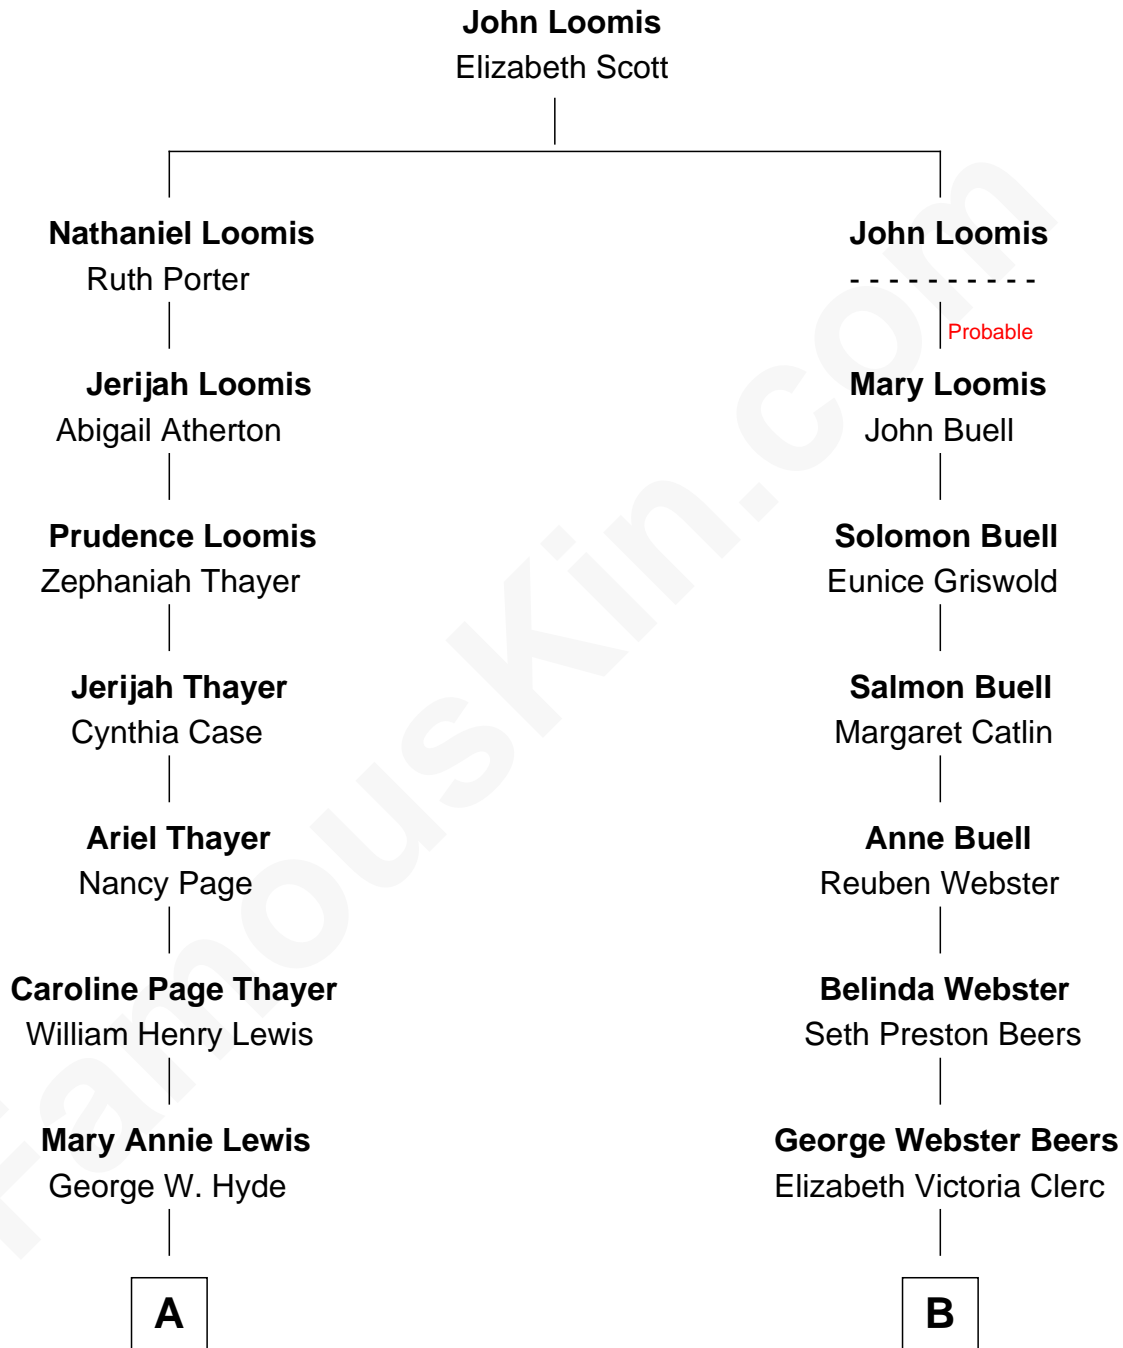 John Loomis
Elizabeth Scott
Nathaniel Loomis
Ruth Porter
John Loomis
- - - - - - - - - -
Probable
Jerijah Loomis
Abigail Atherton
Mary Loomis
John Buell
Prudence Loomis
Zephaniah Thayer
Solomon Buell
Eunice Griswold
Jerijah Thayer
Cynthia Case
Salmon Buell
Margaret Catlin
Ariel Thayer
Nancy Page
Anne Buell
Reuben Webster
Caroline Page Thayer
William Henry Lewis
Belinda Webster
Seth Preston Beers
Mary Annie Lewis
George W. Hyde
George Webster Beers
Elizabeth Victoria Clerc
A
B
FamousKin.com